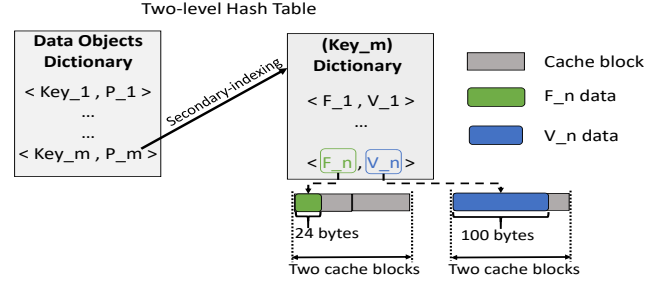 Two-level Hash Table
Data Objects
Dictionary
< Key_1 , P_1 >
...
...
< Key_m , P_m >
Secondary-indexing
(Key_m)
Dictionary
< F_1 , V_1 >
...
< F_n , V_n >
Cache block
F_n data
V_n data
24 bytes
100 bytes
Two cache blocks
Two cache blocks